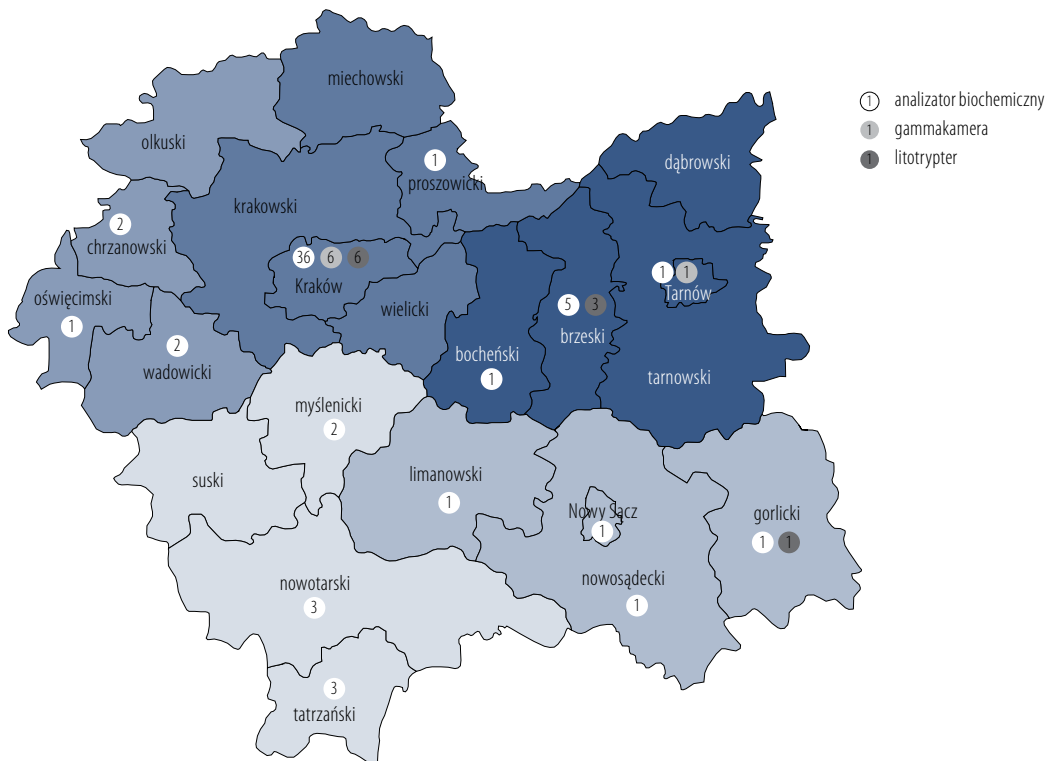 miechowski
1 analizator biochemiczny
1 gammakamera
1 litotrypter
olkuski
1
proszowicki
dąbrowski
krakowski
2
chrzanowski
36 6 6
Kraków
1 1
Tarnów
oświęcimski
1
wielicki
5 3
brzeski
2
wadowicki
bocheński
1
tarnowski
myślenicki
2
suski
limanowski
1
Nowy Sącz
1
gorlicki
1 1
nowotarski
3
nowosądecki
1
3
tatrzański